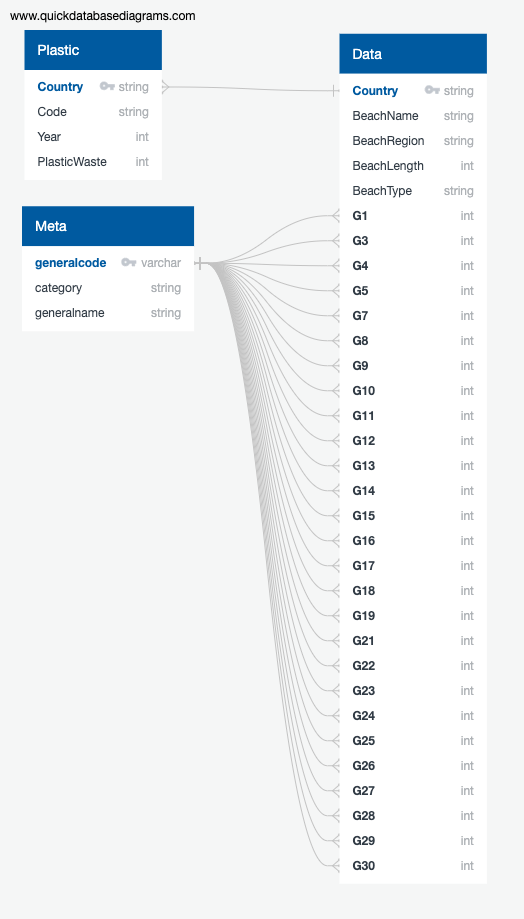 www.quickdatabasediagrams.com
Plastic
Country string
Code string
Year int
PlasticWaste int
Meta
generalcode varchar
category string
generalname string
Data
Country string
BeachName string
BeachRegion string
BeachLength int
BeachType string
G1 int
G3 int
G4 int
G5 int
G7 int
G8 int
G9 int
G10 int
G11 int
G12 int
G13 int
G14 int
G15 int
G16 int
G17 int
G18 int
G19 int
G21 int
G22 int
G23 int
G24 int
G25 int
G26 int
G27 int
G28 int
G29 int
G30 int